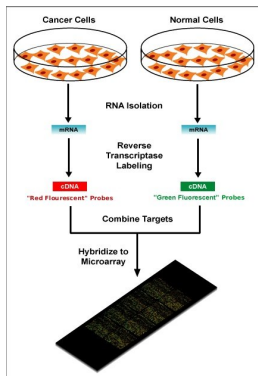 Cancer Cells
Normal Cells
RNA Isolation
mRNA
mRNA
Reverse
Transcriptase
Labeling
cDNA
cDNA
"Red Flourescent" Probes
"Green Fluorescent" Probes
Combine Targets
Hybridize to
Microarray